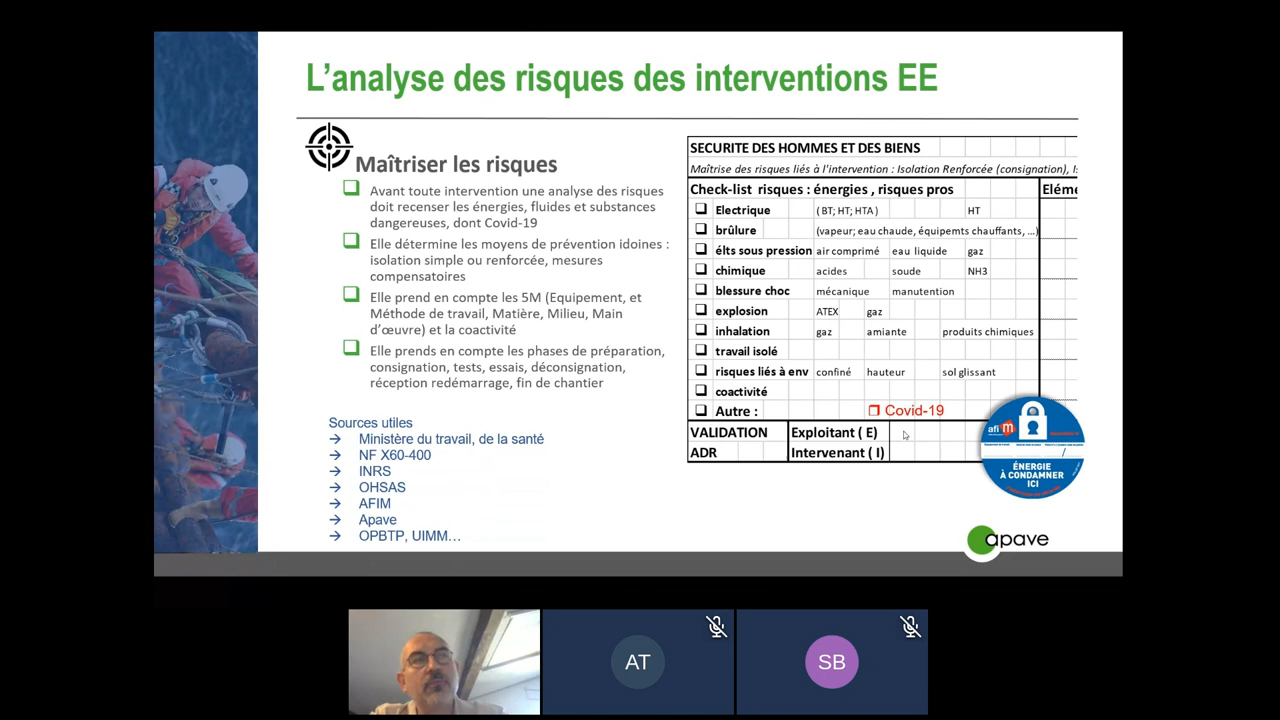 L'analyse des risques des interventions EE
Maîtriser les risques
Avant toute intervention une analyse des risques
doit recenser les énergies, fluides et substances
dangereuses, dont Covid-19
Elle détermine les moyens de prévention idoines :
isolation simple ou renforcée, mesures
compensatoires
Elle prend en compte les 5M (Equipement, et
Méthode de travail, Matière, Milieu, Main
d'œuvre) et la coactivité
Elle prends en compte les phases de préparation,
consignation, tests, essais, déconsignation,
réception redémarrage, fin de chantier
Sources utiles
→ Ministère du travail, de la santé
→ NF X60-400
→ INRS
→ OHSAS
→ AFIM
→ Apave
→ OPBTP, UIMM…
SECURITE DES HOMMES ET DES BIENS
Maîtrise des risques liés à l'intervention : Isolation Renforcée (consignation), I
Check-list risques : énergies , risques pros Eléme
Electrique ( BT; HT; HTA ) HT
brûlure (vapeur; eau chaude, équipemts chauffants, ...)
élts sous pression air comprimé eau liquide gaz
chimique acides soude NH3
blessure choc mécanique manutention
explosion ATEX gaz
inhalation gaz amiante produits chimiques
travail isolé
risques liés à env confiné hauteur sol glissant
coactivité
Autre : Covid-19
VALIDATION Exploitant ( E)
ADR Intervenant ( I)
afim
ÉNERGIE
À CONDAMNER
ICI
apave
AT
SB